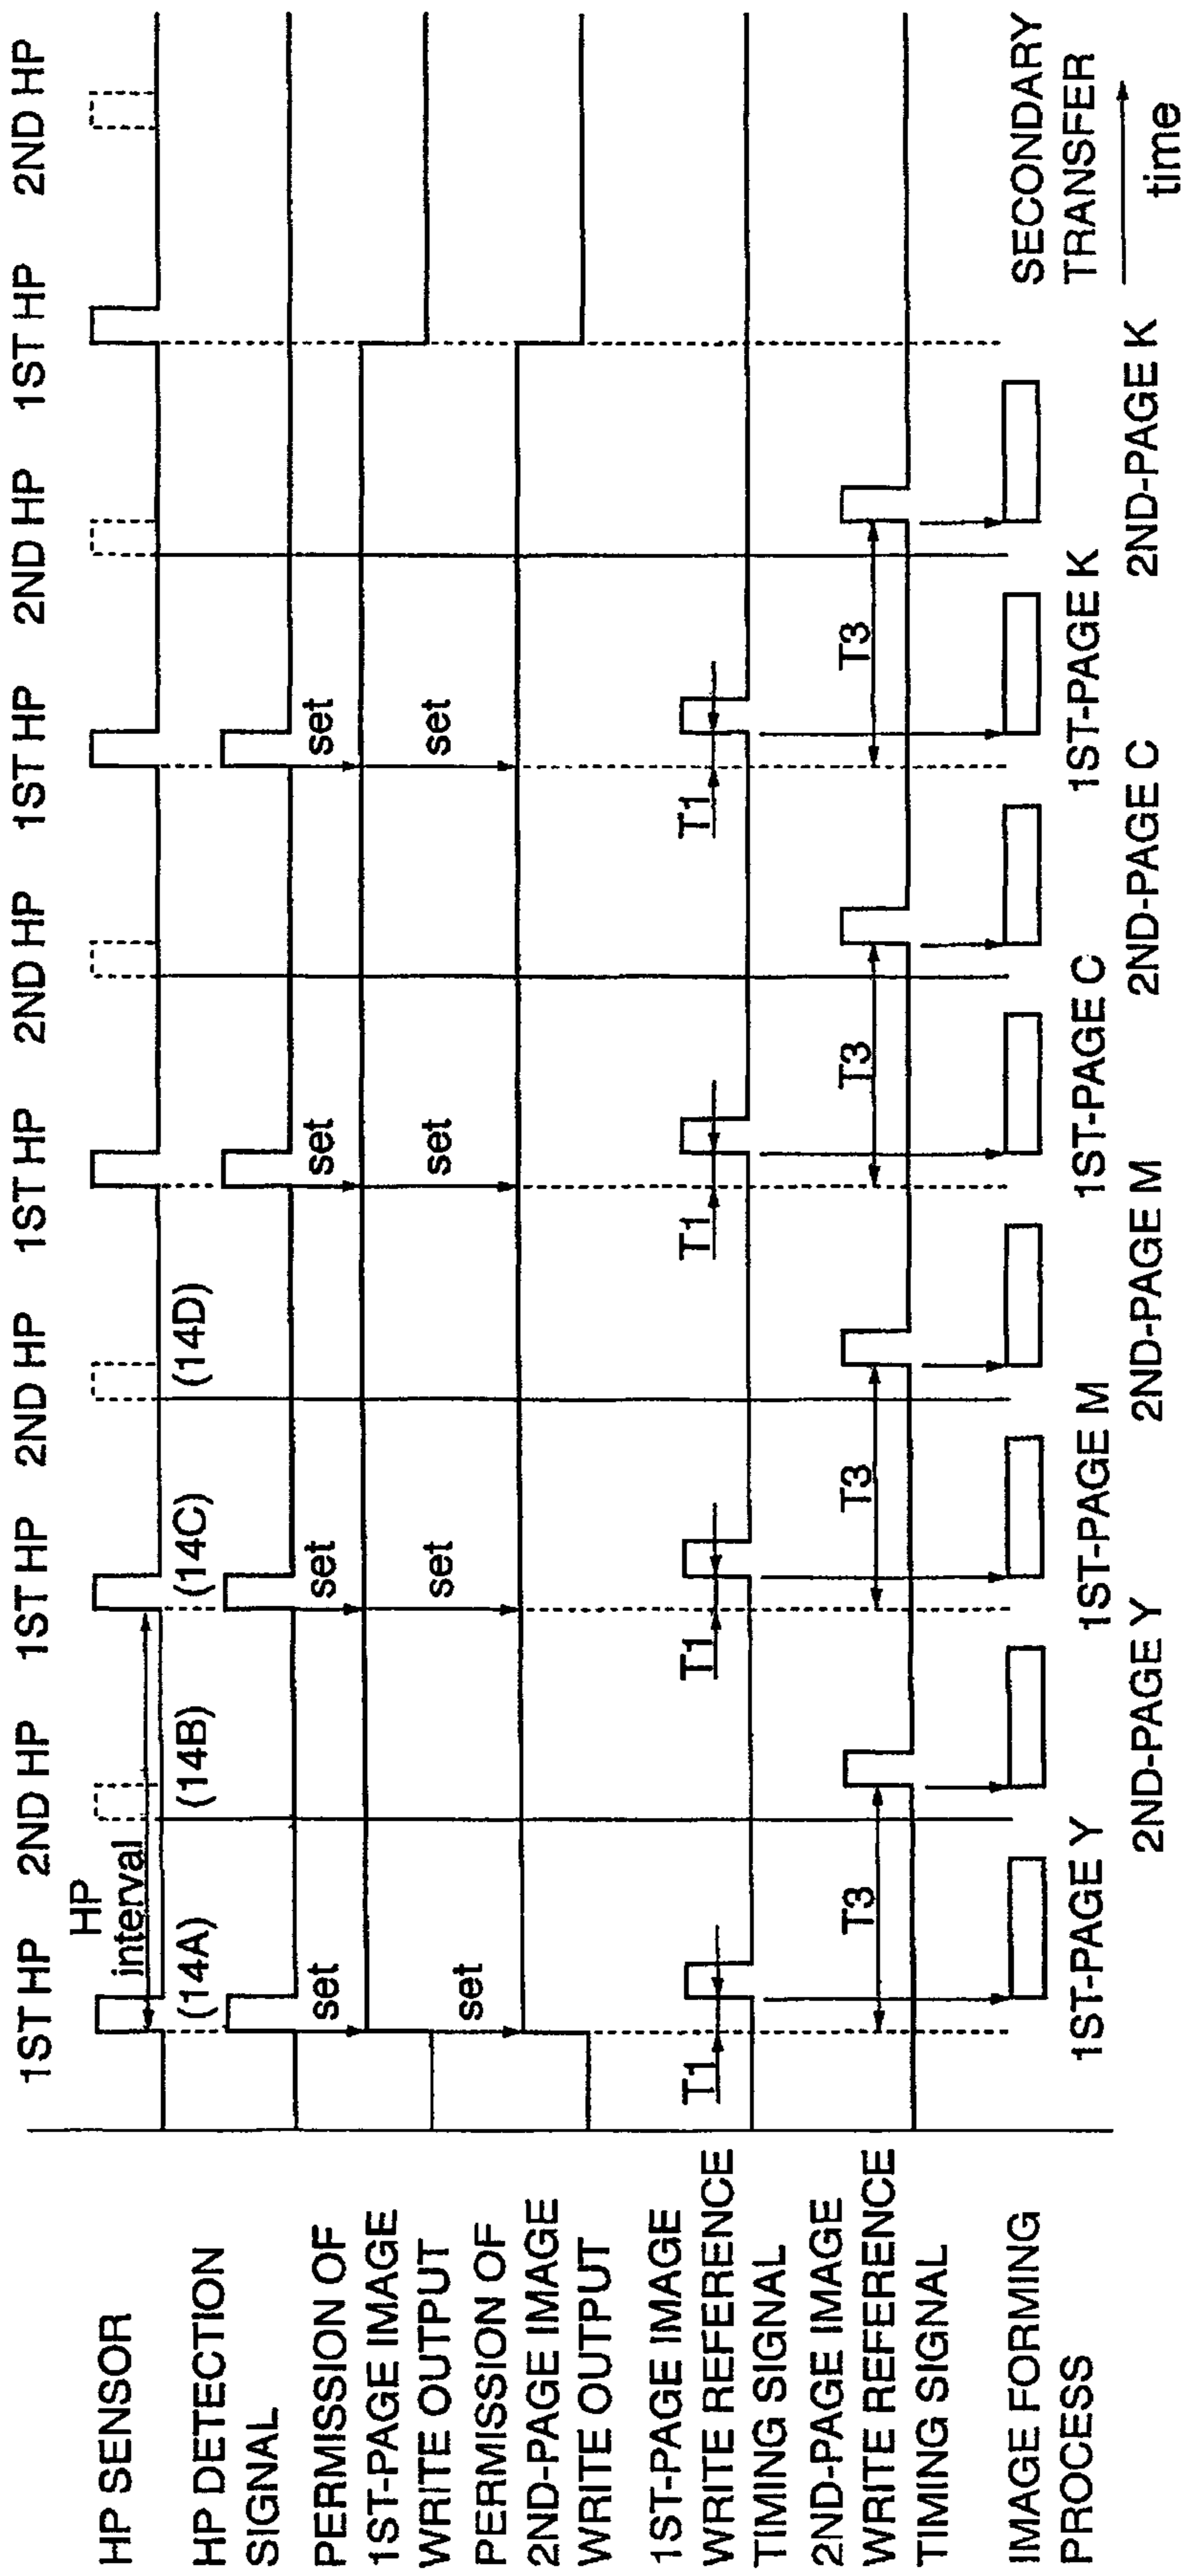 1ST HP
2ND HP
1ST HP
2ND HP
1ST HP
2ND HP
1ST HP
2ND HP
1ST HP
2ND HP
HP SENSOR
HP
interval
(14A)
(14B)
(14C)
(14D)
HP DETECTION
SIGNAL
set
set
set
set
PERMISSION OF
1ST-PAGE IMAGE
WRITE OUTPUT
set
set
set
set
PERMISSION OF
2ND-PAGE IMAGE
WRITE OUTPUT
1ST-PAGE IMAGE
WRITE REFERENCE
TIMING SIGNAL
T1
T1
T1
T1
2ND-PAGE IMAGE
WRITE REFERENCE
TIMING SIGNAL
T3
T3
T3
T3
IMAGE FORMING
PROCESS
1ST-PAGE Y
2ND-PAGE Y
1ST-PAGE M
2ND-PAGE M
1ST-PAGE C
2ND-PAGE C
1ST-PAGE K
2ND-PAGE K
SECONDARY
TRANSFER
time